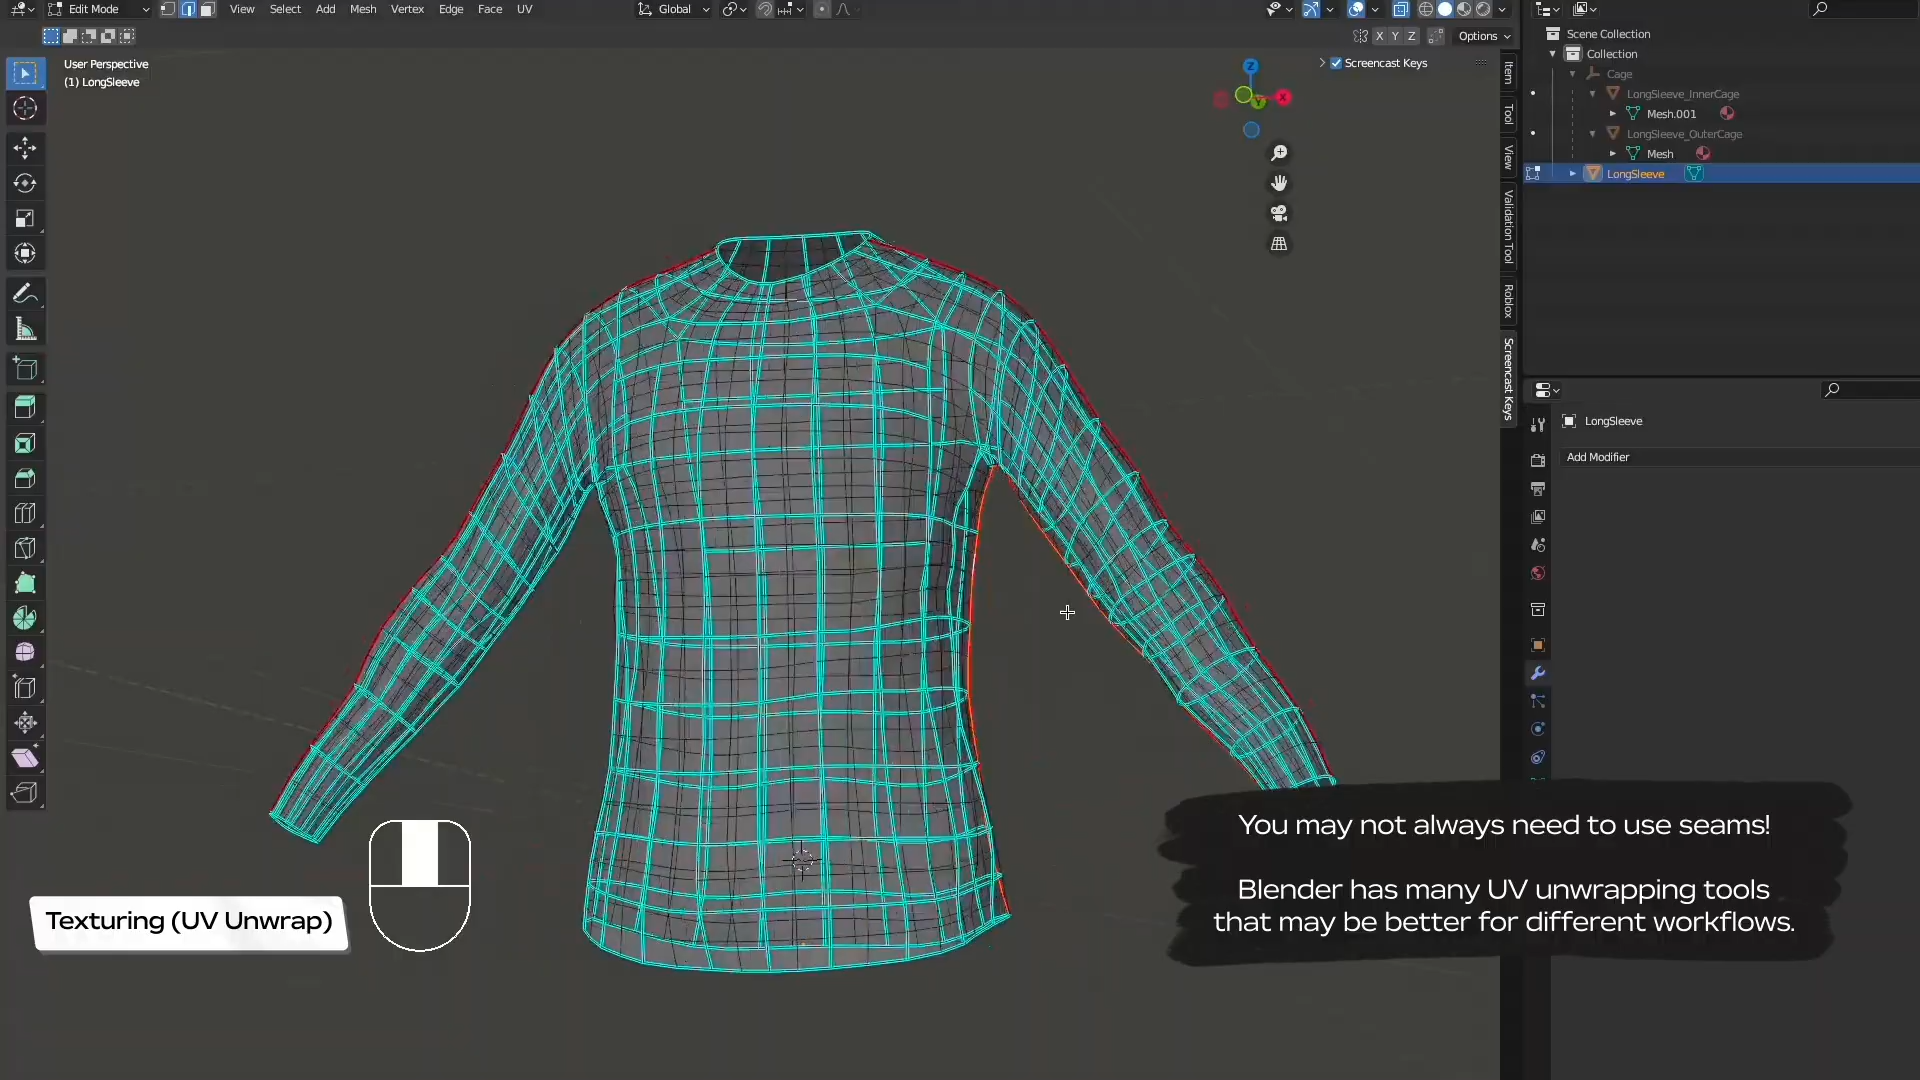 Edit Mode
View
Select
Add
Mesh
Vertex
Edge
Face
UV
Global
X
Y
Z
Options
User Perspective
(1) LongSleeve
Z
X
Y
Screencast Keys
Item
Tool
View
Validation Tool
Roblox
Screencast Keys
Scene Collection
Collection
Cage
LongSleeve_InnerCage
Mesh.001
LongSleeve_OuterCage
Mesh
LongSleeve
LongSleeve
Add Modifier
Texturing (UV Unwrap)
You may not always need to use seams!
Blender has many UV unwrapping tools
that may be better for different workflows.